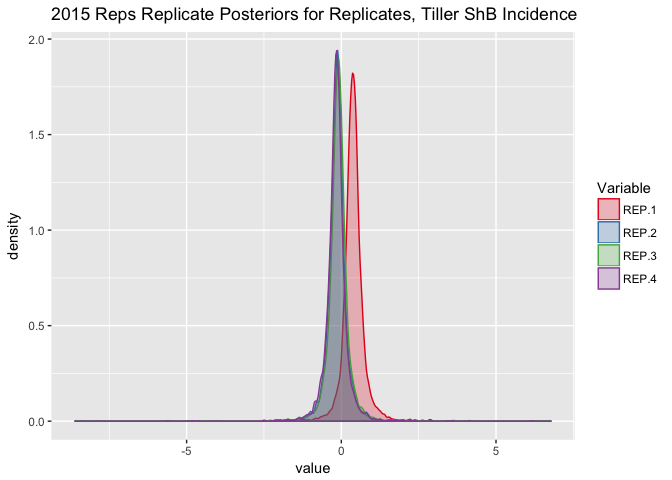 2015 Reps Replicate Posteriors for Replicates, Tiller ShB Incidence
2.0
1.5
1.0
0.5
0.0
density
-5
0
5
value
Variable
REP.1
REP.2
REP.3
REP.4